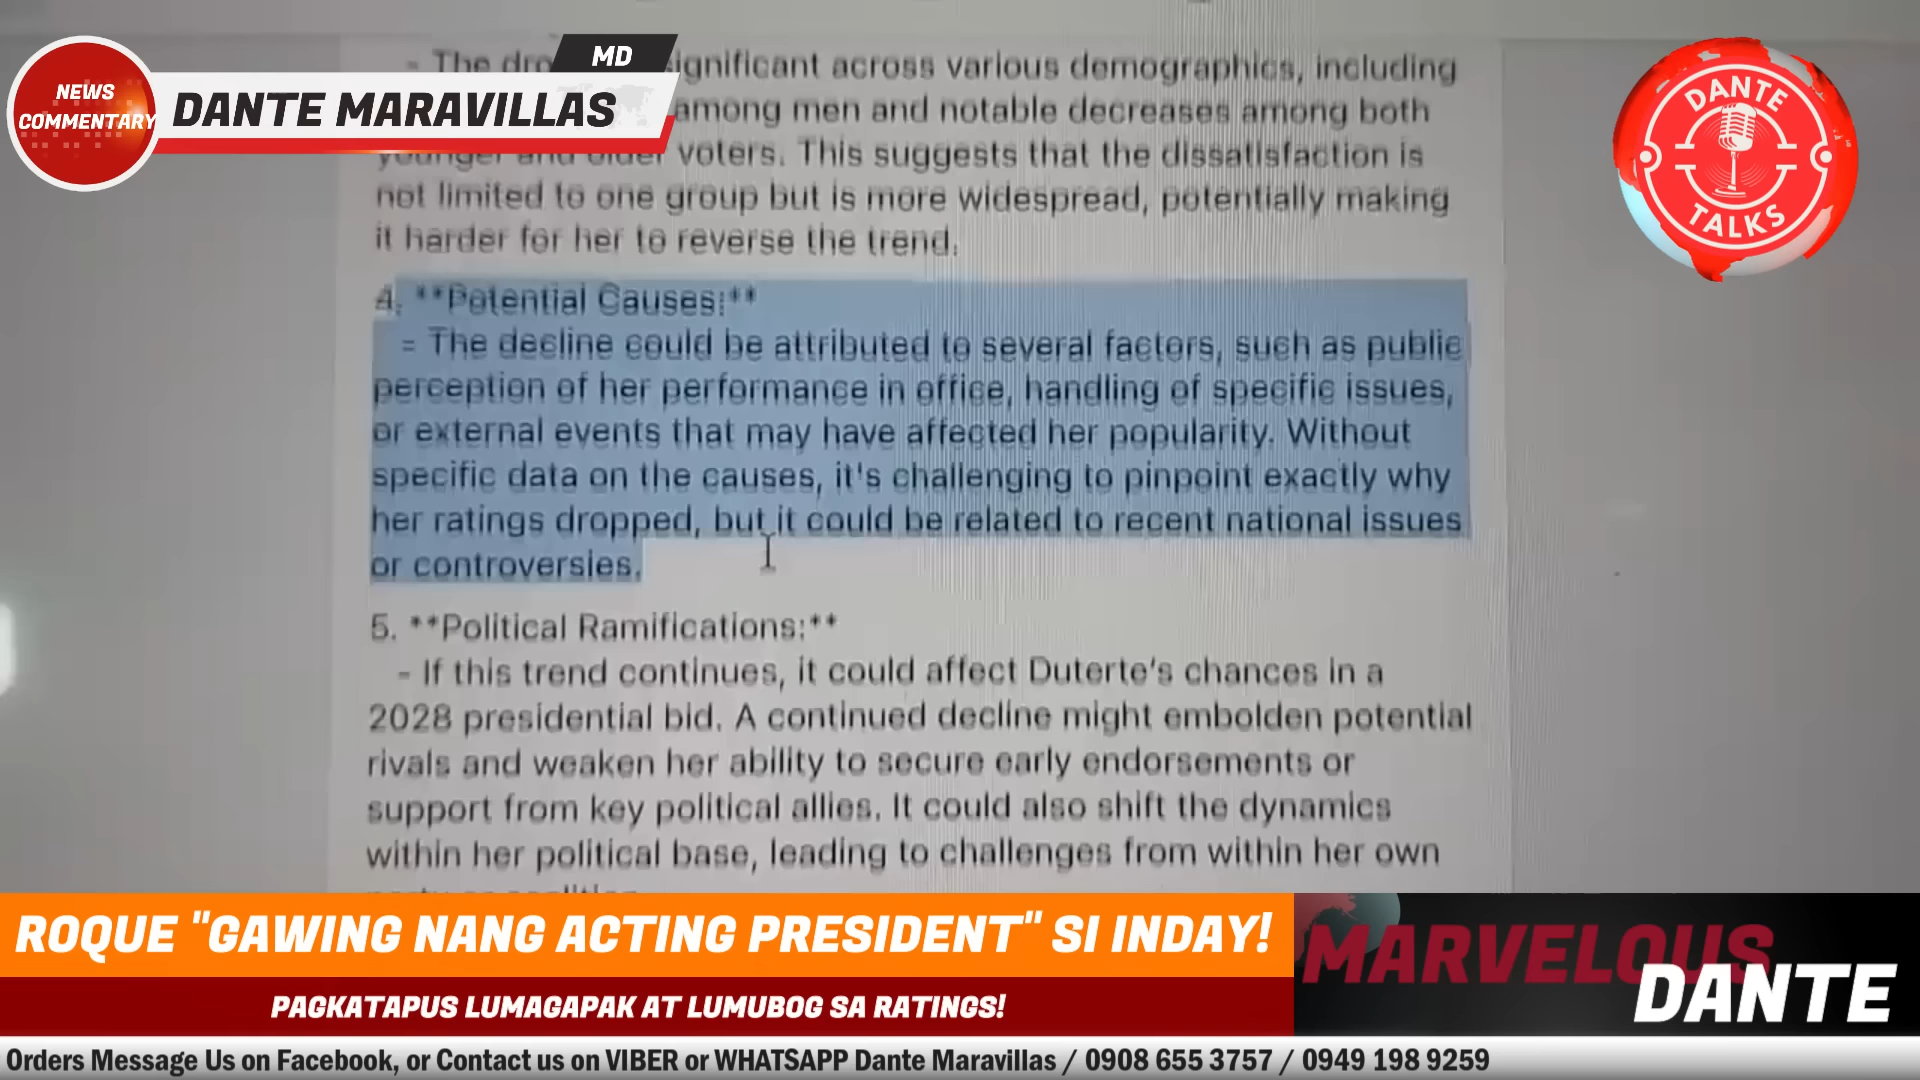 MD
NEWS
COMMENTARY
DANTE MARAVILLAS
DANTE
TALKS
- The dro ignificant across various demographics, including
among men and notable decreases among both
younger and older voters. This suggests that the dissatisfaction is
not limited to one group but is more widespread, potentially making
it harder for her to reverse the trend.
4. **Potential Causes:**
- The decline could be attributed to several factors, such as public
perception of her performance in office, handling of specific issues,
or external events that may have affected her popularity. Without
specific data on the causes, it's challenging to pinpoint exactly why
her ratings dropped, but it could be related to recent national issues
or controversies.
5. **Political Ramifications:**
- If this trend continues, it could affect Duterte's chances in a
2028 presidential bid. A continued decline might embolden potential
rivals and weaken her ability to secure early endorsements or
support from key political allies. It could also shift the dynamics
within her political base, leading to challenges from within her own
ROQUE "GAWING NANG ACTING PRESIDENT" SI INDAY!
PAGKATAPUS LUMAGAPAK AT LUMUBOG SA RATINGS!
MARVELOUS
DANTE
Orders Message Us on Facebook, or Contact us on VIBER or WHATSAPP Dante Maravillas / 0908 655 3757 / 0949 198 9259